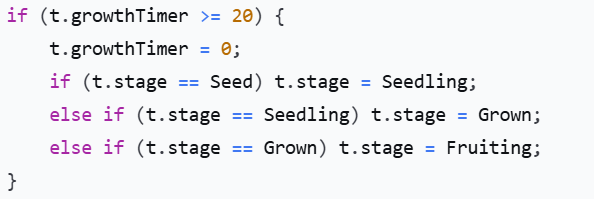 if (t.growthTimer >= 20) {
    t.growthTimer = 0;
    if (t.stage == Seed) t.stage = Seedling;
    else if (t.stage == Seedling) t.stage = Grown;
    else if (t.stage == Grown) t.stage = Fruiting;
}